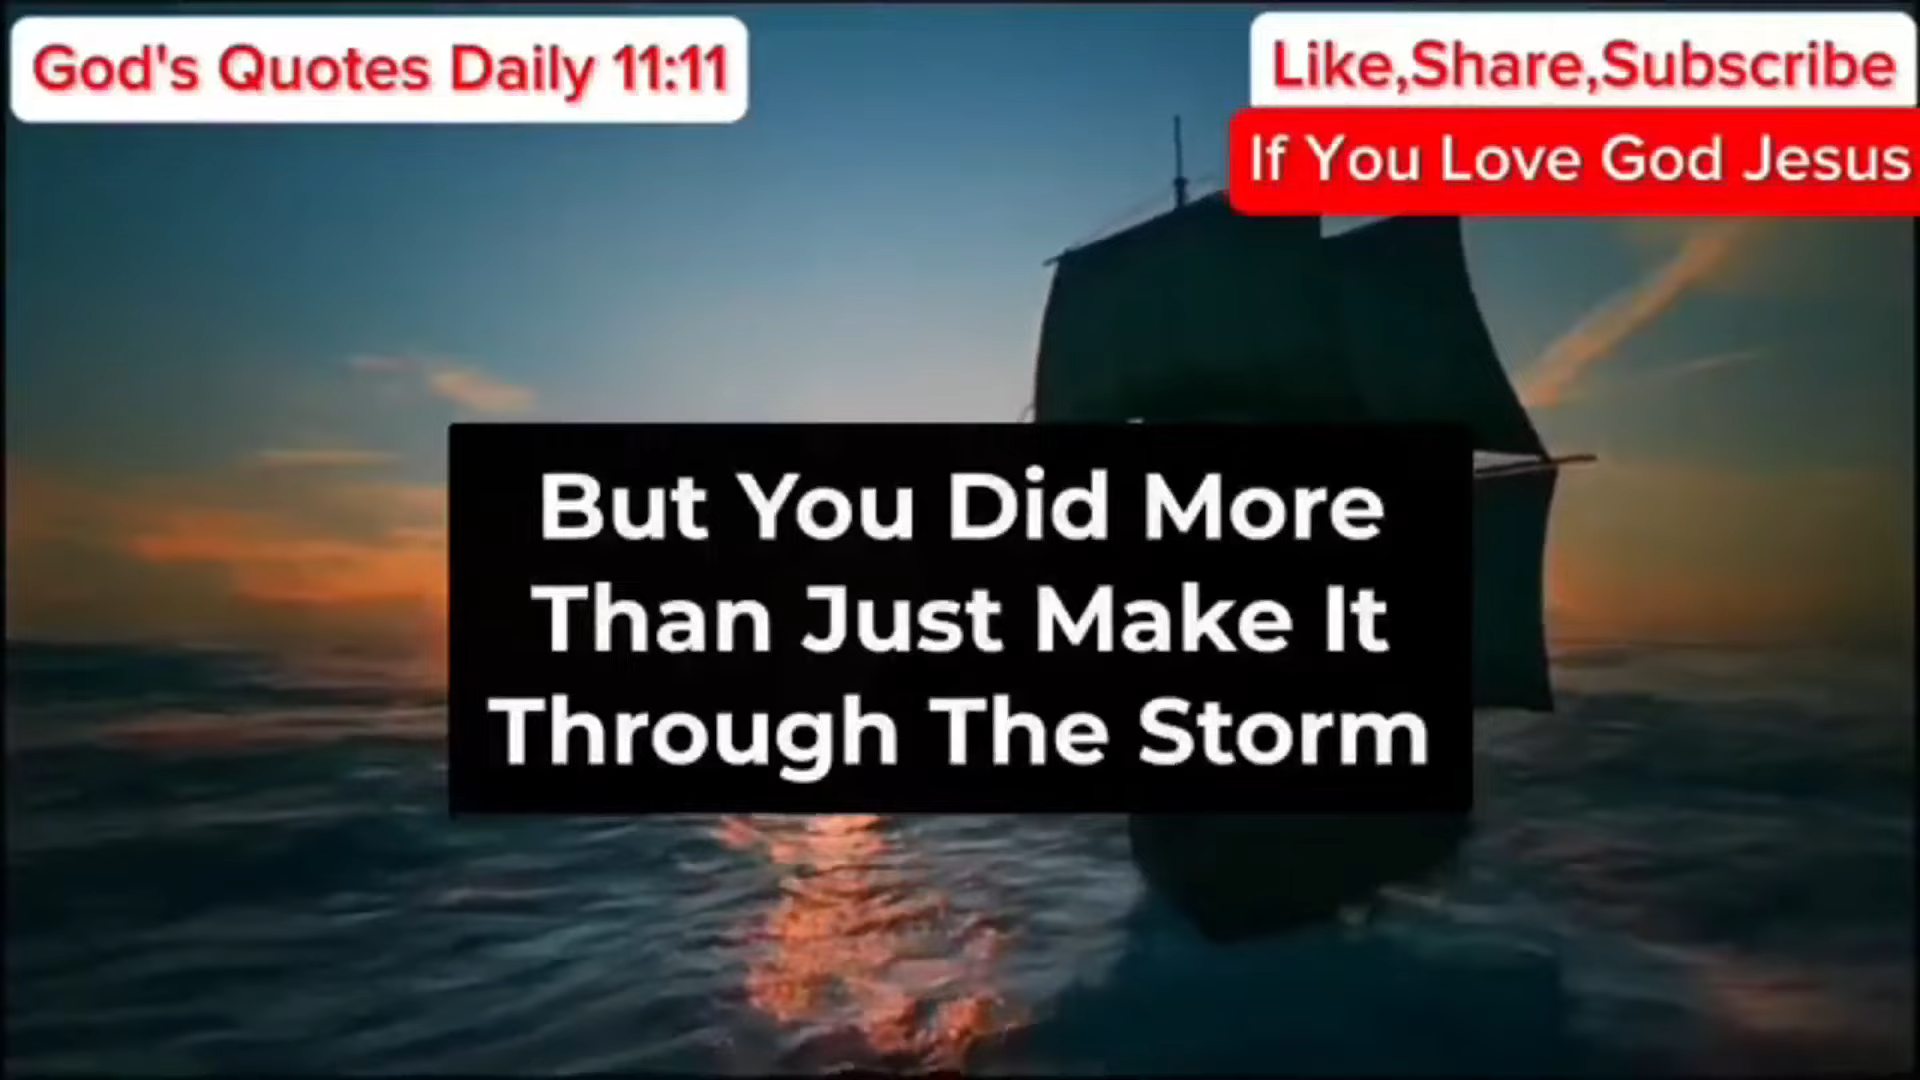 God's Quotes Daily 11:11
Like,Share,Subscribe
If You Love God Jesus
But You Did More
Than Just Make It
Through The Storm